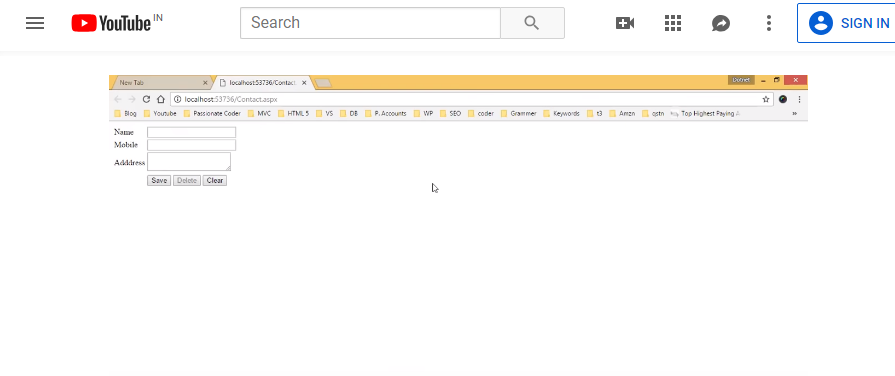 YouTube IN
Search
SIGN IN
New Tab
localhost:53736/Contact.
Dotnet
localhost:53736/Contact.aspx
Blog Youtube Passionate Coder MVC HTML 5 VS DB P. Accounts WP SEO coder Grammer Keywords t3 Amzn qstn Top Highest Paying
Name
Mobile
Adddress
Save Delete Clear